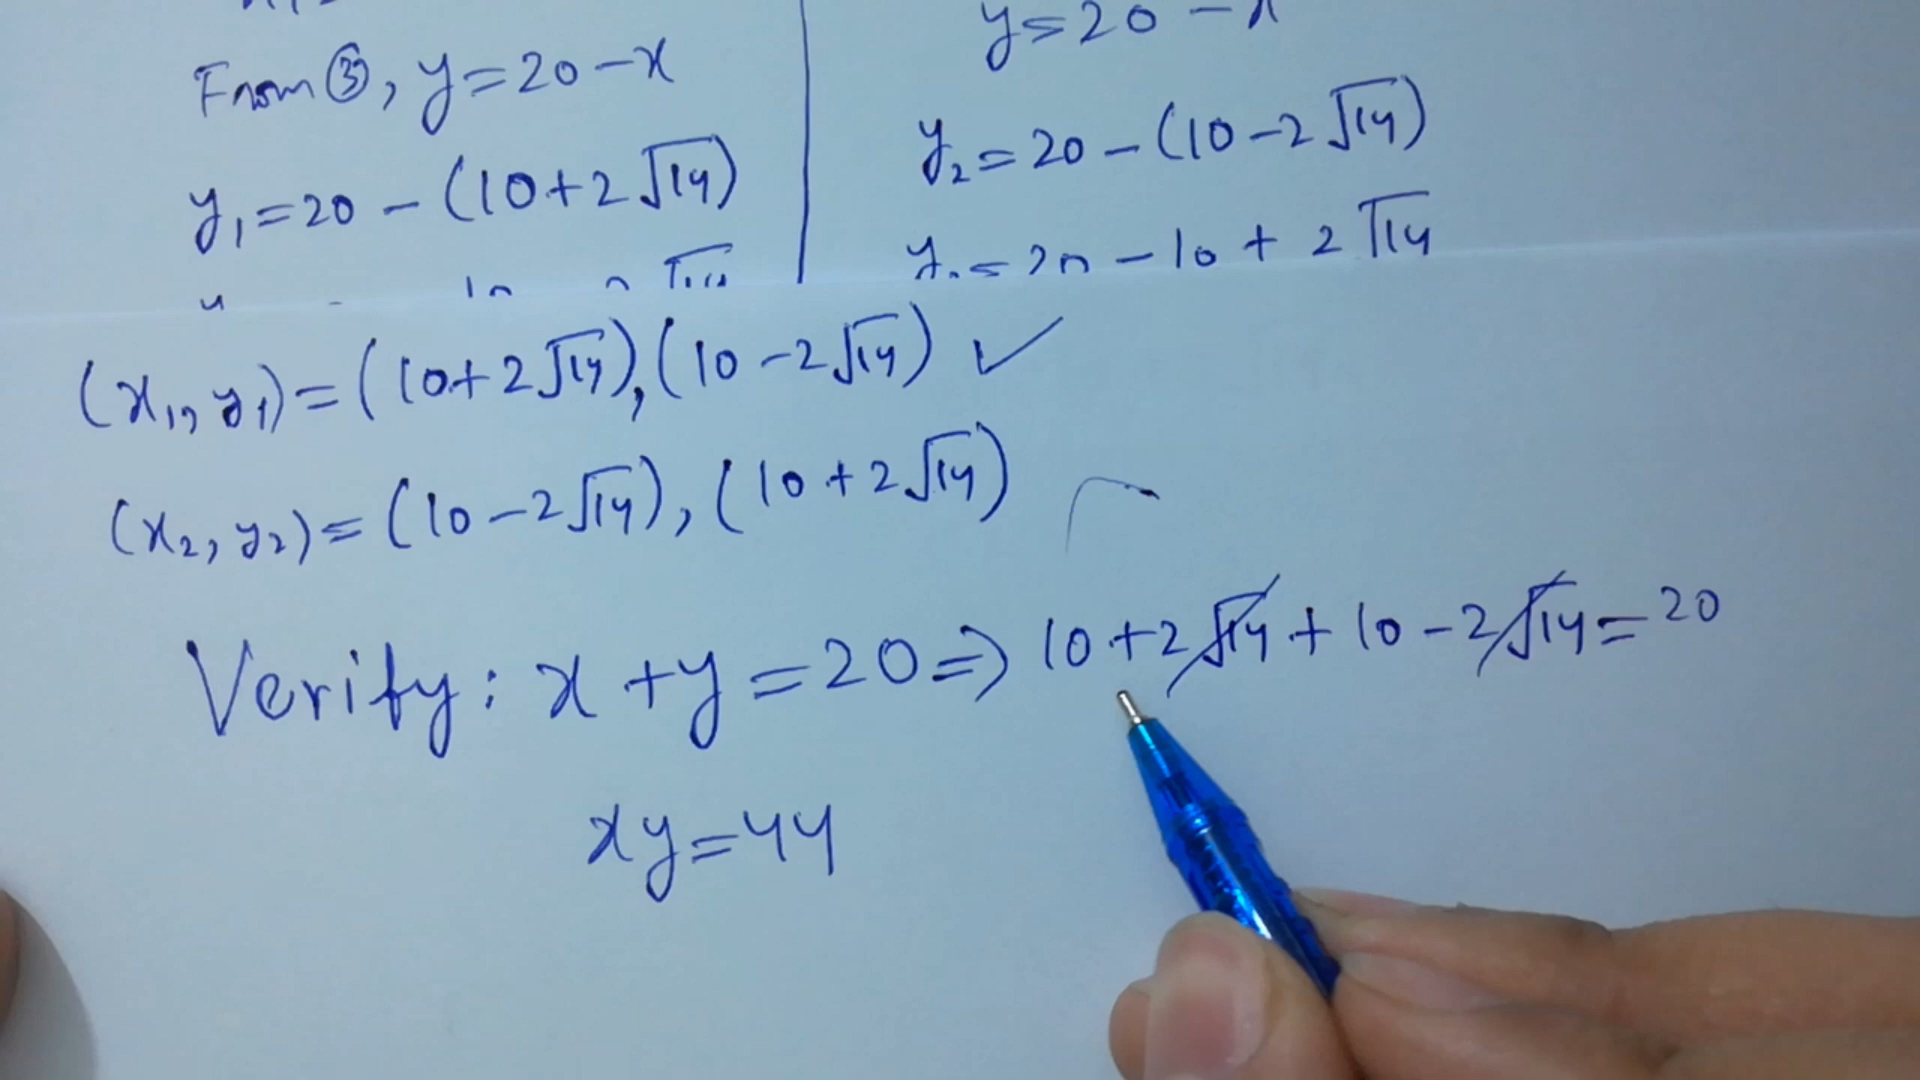 From ③, y=20-x
y₁=20-(10+2√14)
y=20-x
y₂=20-(10-2√14)
-10+2√14
(x₁,y₁)=(10+2√14),(10-2√14) ✓
(x₂,y₂)=(10-2√14),(10+2√14)
Verify: x+y=20⇒10+2√14+10-2√14=20
xy=44